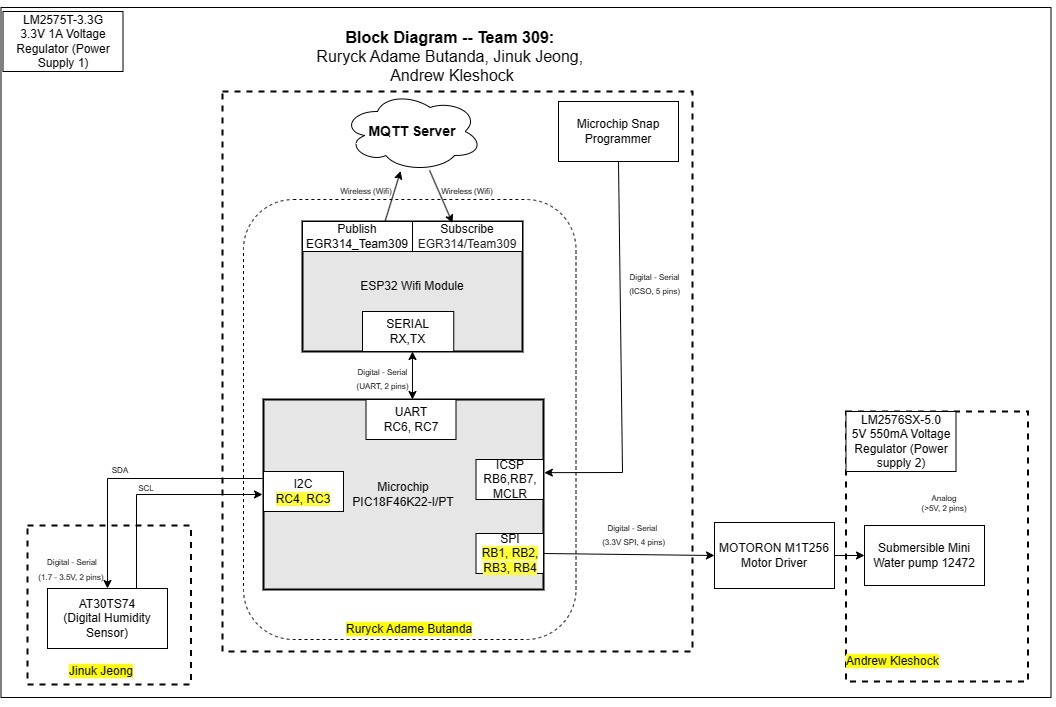 LM2575T-3.3G
3.3V 1A Voltage
Regulator (Power
Supply 1)
Block Diagram -- Team 309:
Ruryck Adame Butanda, Jinuk Jeong,
Andrew Kleshock
MQTT Server
Microchip Snap
Programmer
Wireless (Wifi)
Wireless (Wifi)
Publish
EGR314_Team309
Subscribe
EGR314/Team309
ESP32 Wifi Module
SERIAL
RX,TX
Digital - Serial
(ICSO, 5 pins)
Digital - Serial
(UART, 2 pins)
UART
RC6, RC7
I2C
RC4, RC3
Microchip
PIC18F46K22-I/PT
ICSP
RB6,RB7,
MCLR
SPI
RB1, RB2,
RB3, RB4
SDA
SCL
Digital - Serial
(1.7 - 3.5V, 2 pins)
AT30TS74
(Digital Humidity
Sensor)
Jinuk Jeong
Ruryck Adame Butanda
Digital - Serial
(3.3V SPI, 4 pins)
MOTORON M1T256
Motor Driver
LM2576SX-5.0
5V 550mA Voltage
Regulator (Power
supply 2)
Analog
(>5V, 2 pins)
Submersible Mini
Water pump 12472
Andrew Kleshock